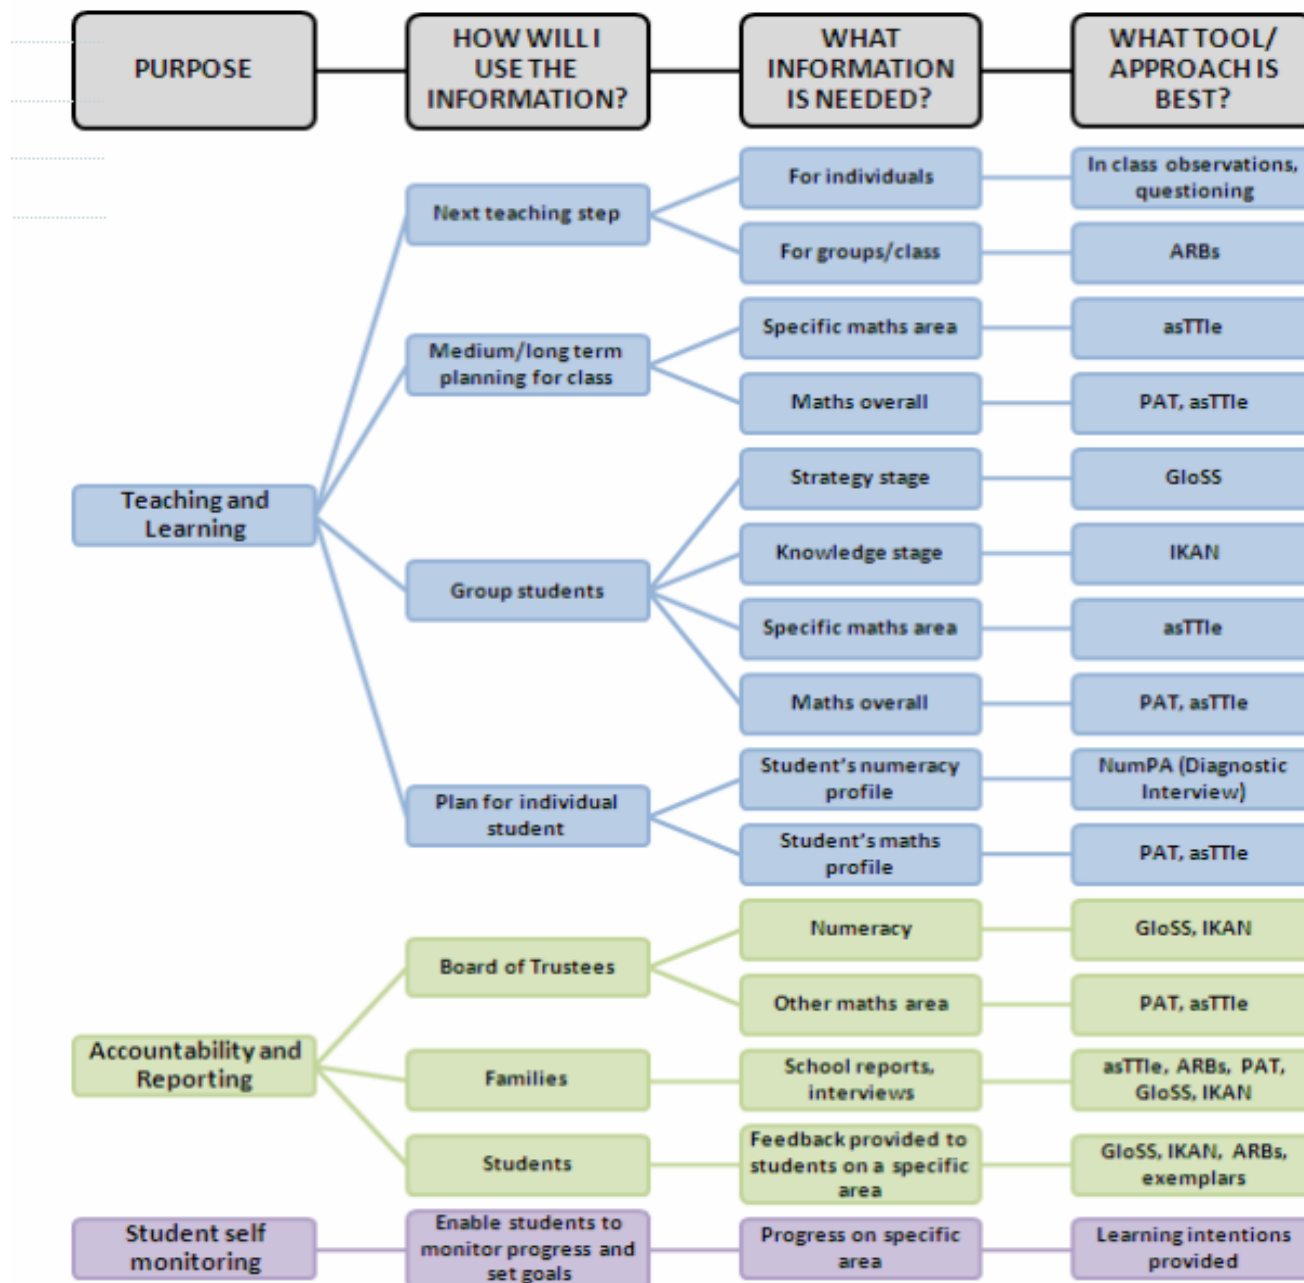 PURPOSE
HOW WILL I
USE THE
INFORMATION?
WHAT
INFORMATION
IS NEEDED?
WHAT TOOL/
APPROACH IS
BEST?
Teaching and
Learning
Next teaching step
For individuals
In class observations,
questioning
For groups/class
ARBs
Medium/long term
planning for class
Specific maths area
asTTle
Maths overall
PAT, asTTle
Group students
Strategy stage
GloSS
Knowledge stage
IKAN
Specific maths area
asTTle
Maths overall
PAT, asTTle
Plan for individual
student
Student's numeracy
profile
NumPA (Diagnostic
Interview)
Student's maths
profile
PAT, asTTle
Accountability and
Reporting
Board of Trustees
Numeracy
GloSS, IKAN
Other maths area
PAT, asTTle
Families
School reports,
interviews
asTTle, ARBs, PAT,
GloSS, IKAN
Students
Feedback provided to
students on a specific
area
GloSS, IKAN, ARBs,
exemplars
Student self
monitoring
Enable students to
monitor progress and
set goals
Progress on specific
area
Learning intentions
provided